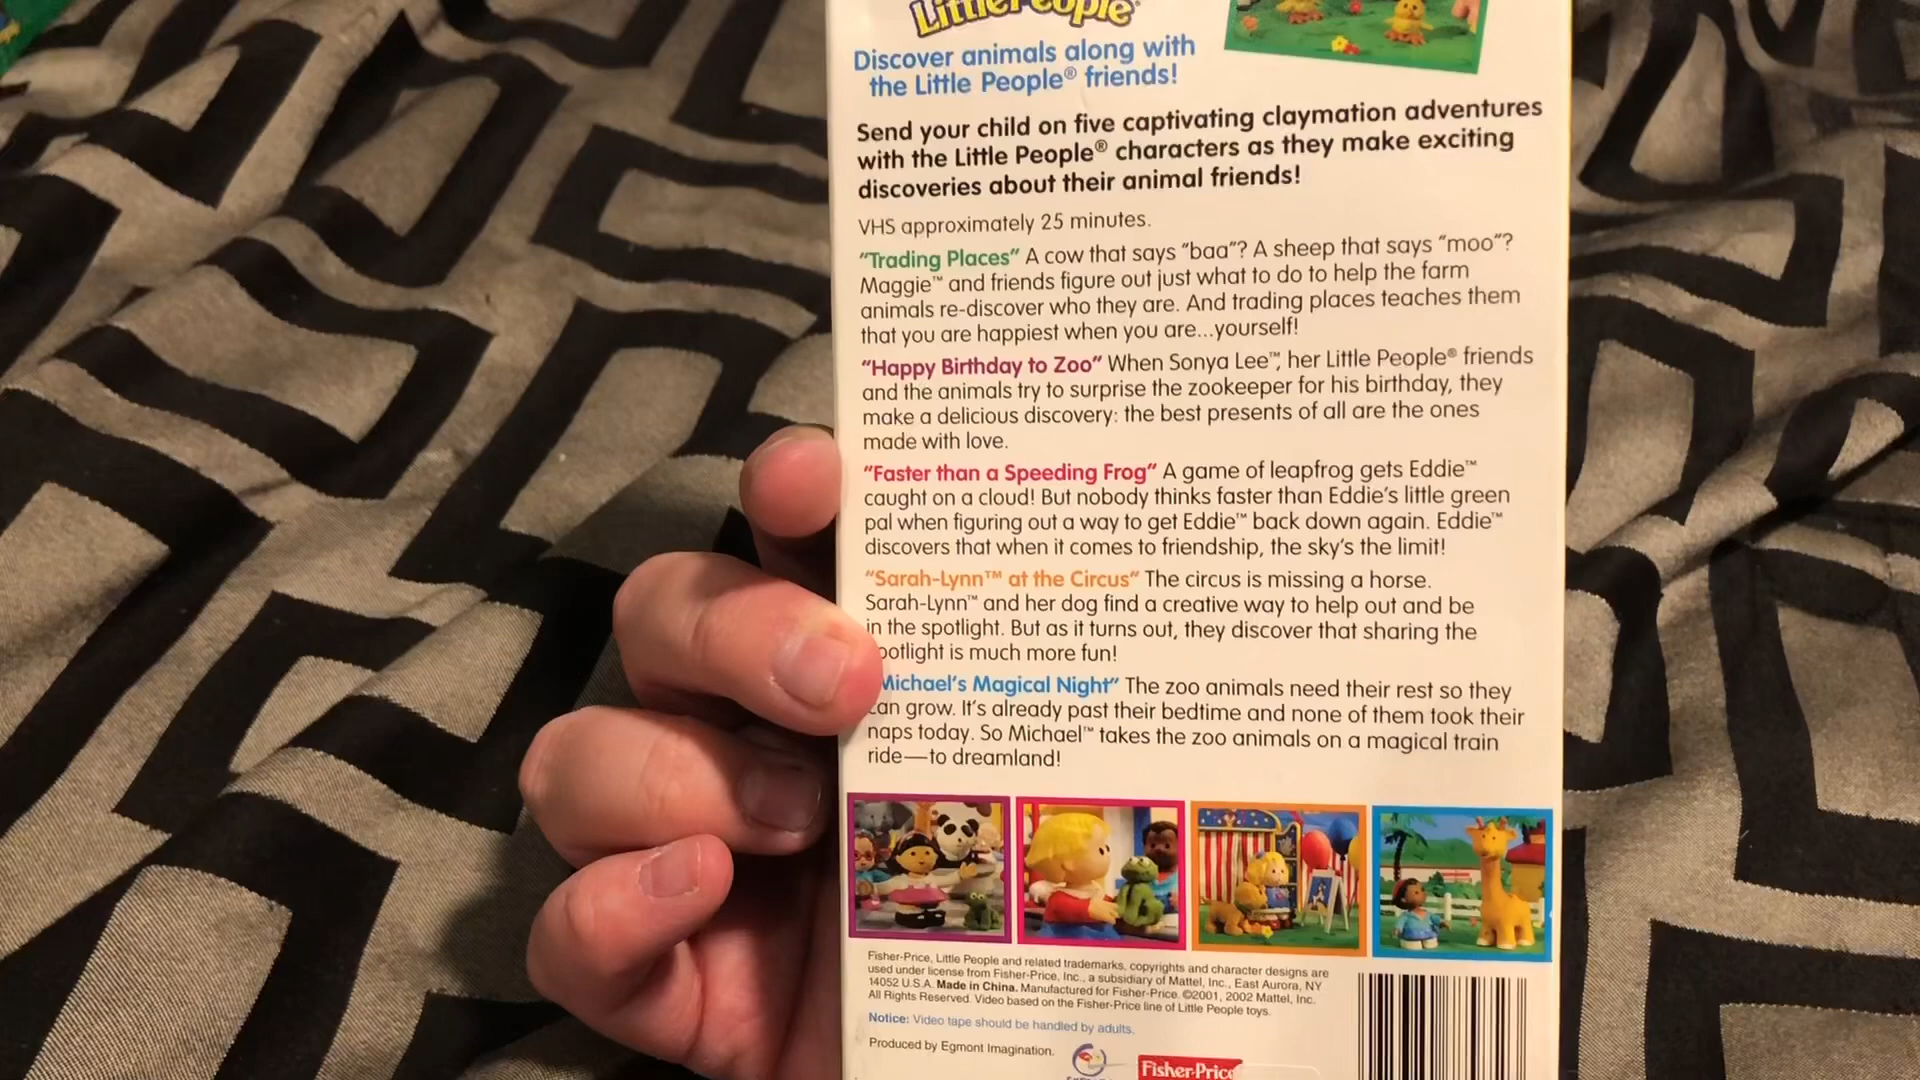 Little People®
Discover animals along with
the Little People® friends!
Send your child on five captivating claymation adventures
with the Little People® characters as they make exciting
discoveries about their animal friends!
VHS approximately 25 minutes.
"Trading Places" A cow that says "baa"? A sheep that says "moo"?
Maggie™ and friends figure out just what to do to help the farm
animals re-discover who they are. And trading places teaches them
that you are happiest when you are...yourself!
"Happy Birthday to Zoo" When Sonya Lee™, her Little People® friends
and the animals try to surprise the zookeeper for his birthday, they
make a delicious discovery: the best presents of all are the ones
made with love.
"Faster than a Speeding Frog" A game of leapfrog gets Eddie™
caught on a cloud! But nobody thinks faster than Eddie's little green
pal when figuring out a way to get Eddie™ back down again. Eddie™
discovers that when it comes to friendship, the sky's the limit!
"Sarah-Lynn™ at the Circus" The circus is missing a horse.
Sarah-Lynn™ and her dog find a creative way to help out and be
in the spotlight. But as it turns out, they discover that sharing the
potlight is much more fun!
Michael's Magical Night" The zoo animals need their rest so they
can grow. It's already past their bedtime and none of them took their
naps today. So Michael™ takes the zoo animals on a magical train
ride—to dreamland!
Fisher-Price, Little People and related trademarks, copyrights and character designs are
used under license from Fisher-Price, Inc., a subsidiary of Mattel, Inc., East Aurora, NY
14052 U.S.A. Made in China. Manufactured for Fisher-Price. ©2001, 2002 Mattel, Inc.
All Rights Reserved. Video based on the Fisher-Price line of Little People toys.
Notice: Video tape should be handled by adults.
Produced by Egmont Imagination.
Fisher-Price